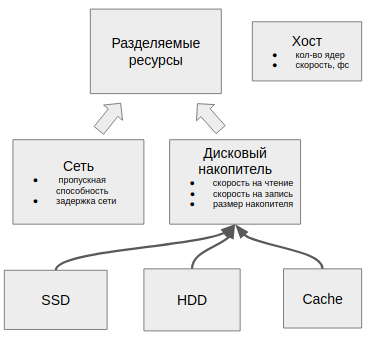 Разделяемые
ресурсы
Хост
● кол-во ядер
● скорость, фс
Сеть
● пропускная
способность
● задержка сети
Дисковый
накопитель
● скорость на чтение
● скорость на запись
● размер накопителя
SSD
HDD
Cache